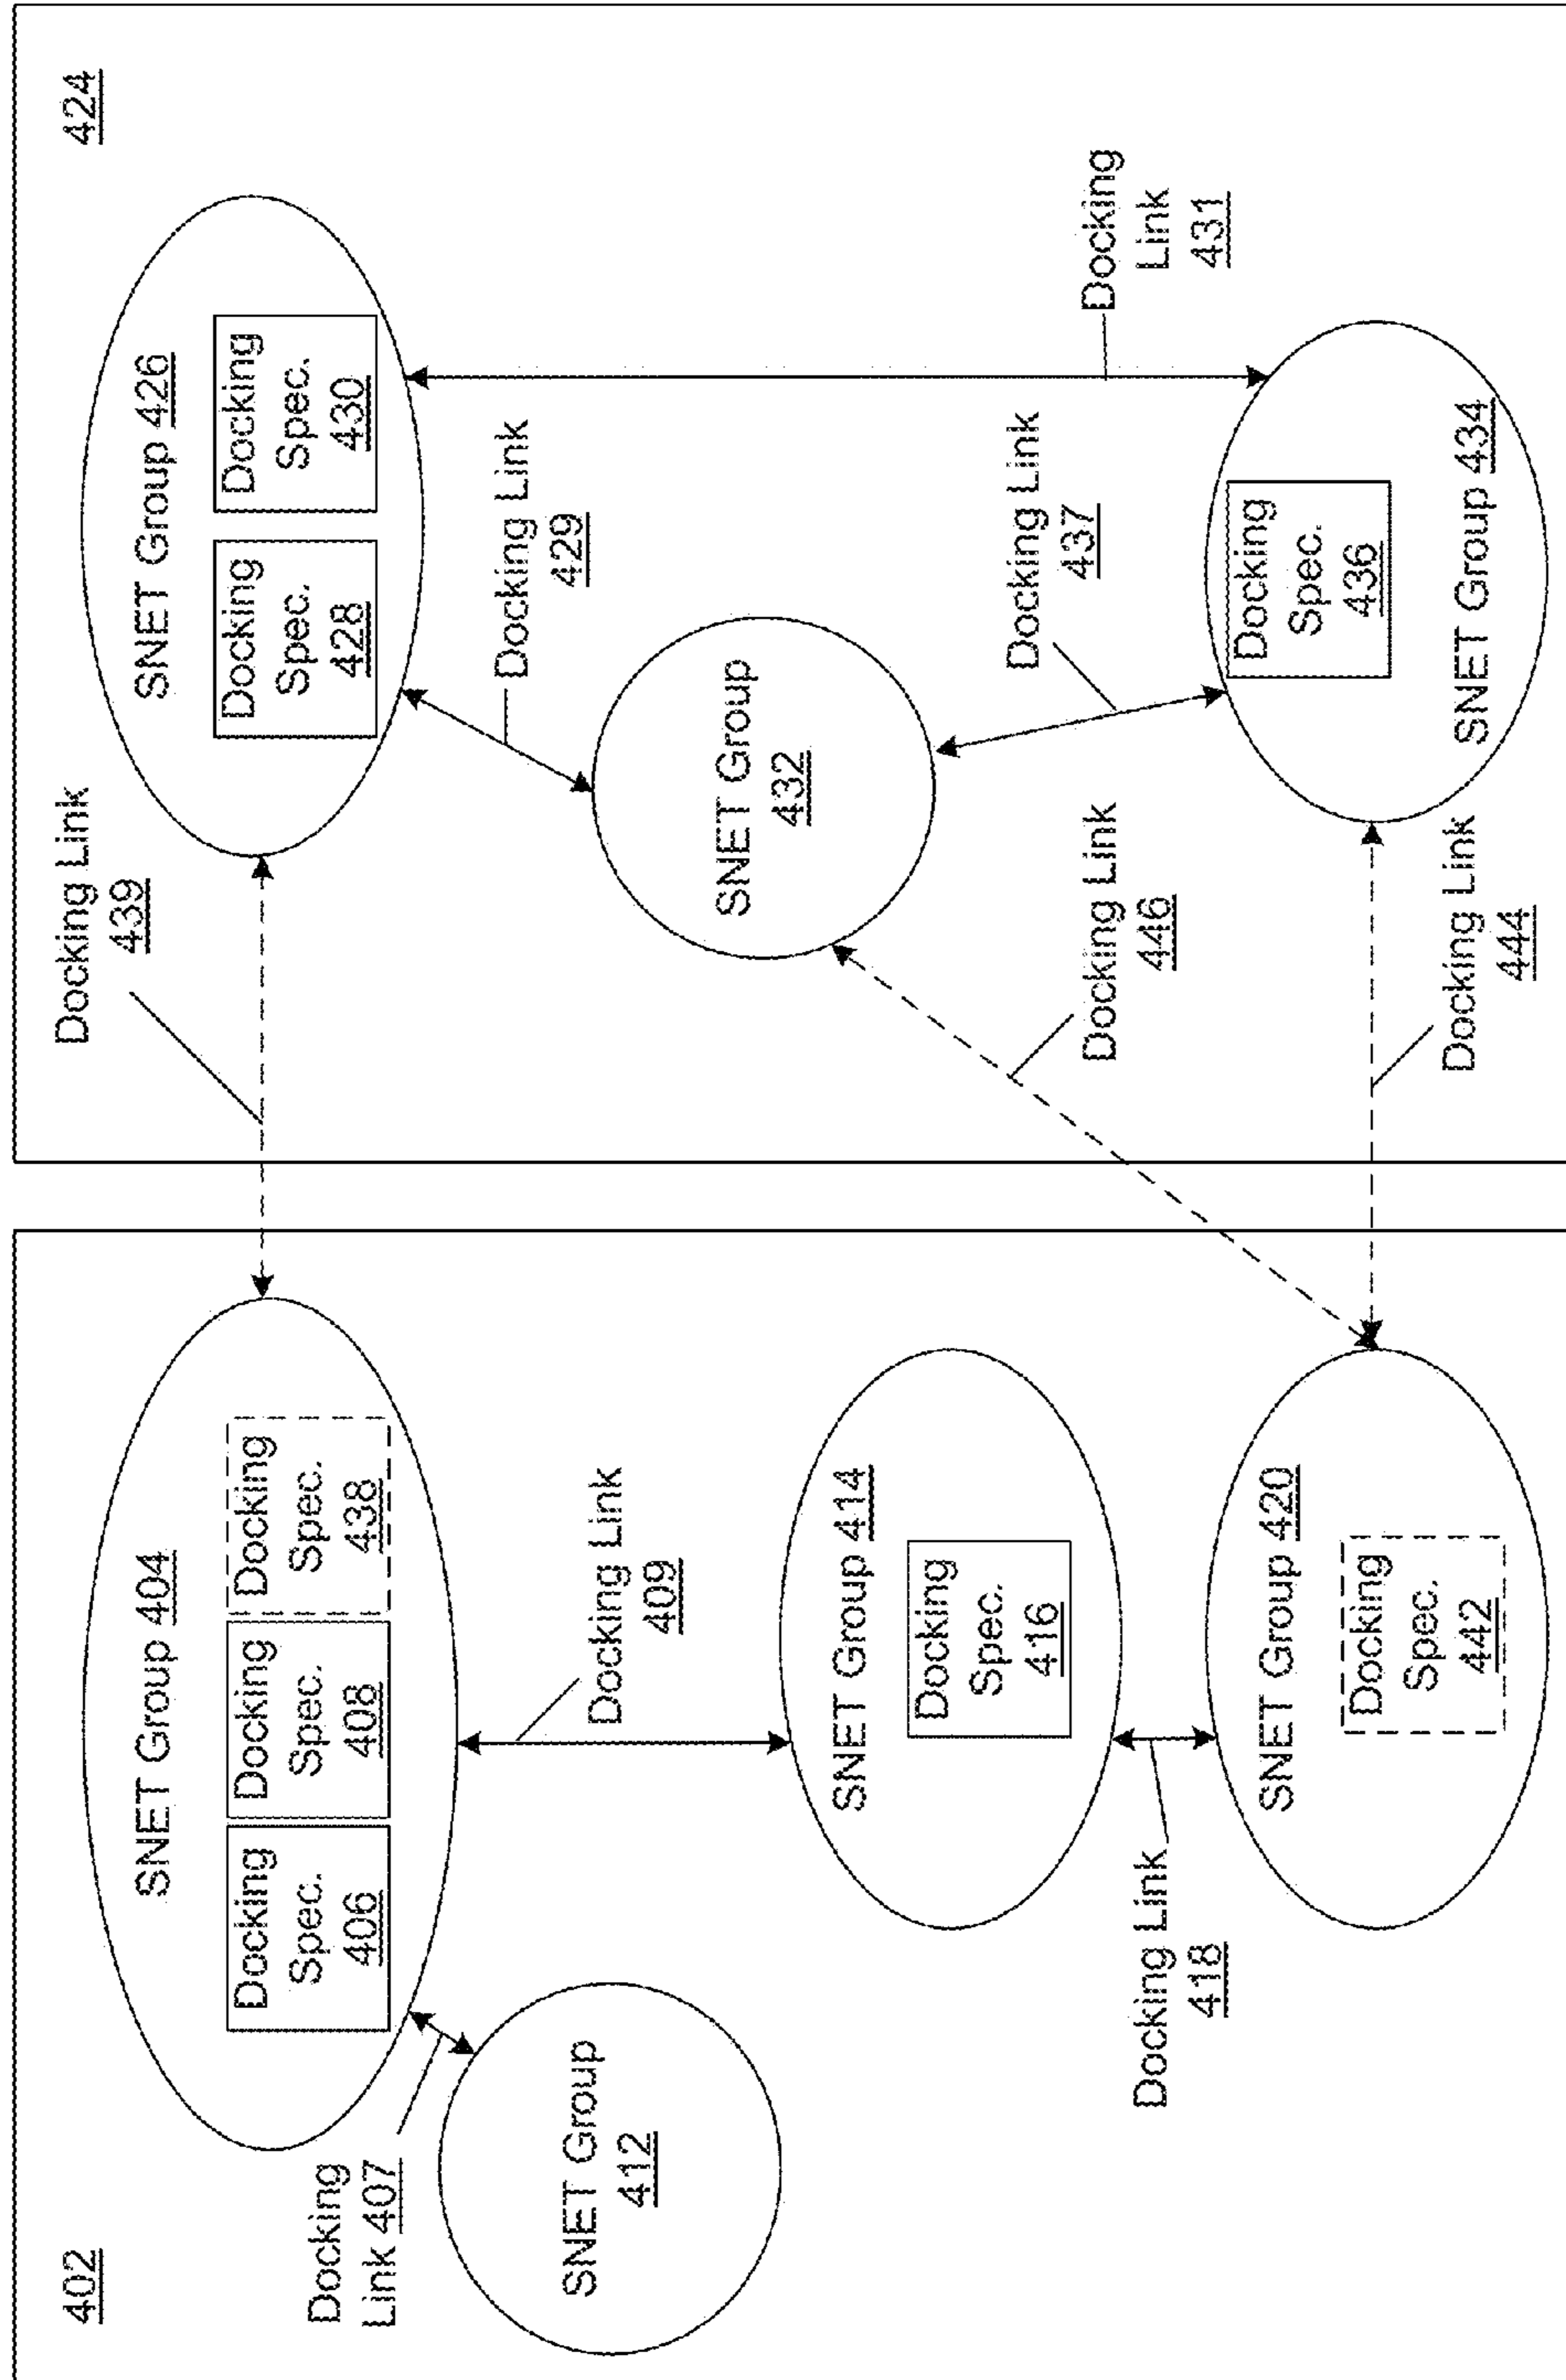 402
SNET Group 404
Docking
Spec.
406
Docking
Spec.
408
Docking
Spec.
438
Docking
Link 407
SNET Group
412
Docking Link
409
SNET Group 414
Docking
Spec.
416
Docking Link
418
SNET Group 420
Docking
Spec.
442
424
Docking Link
439
SNET Group 426
Docking
Spec.
428
Docking
Spec.
430
Docking Link
429
SNET Group
432
Docking
Link
431
Docking Link
437
Docking Link
446
Docking
Spec.
436
SNET Group 434
Docking Link
444